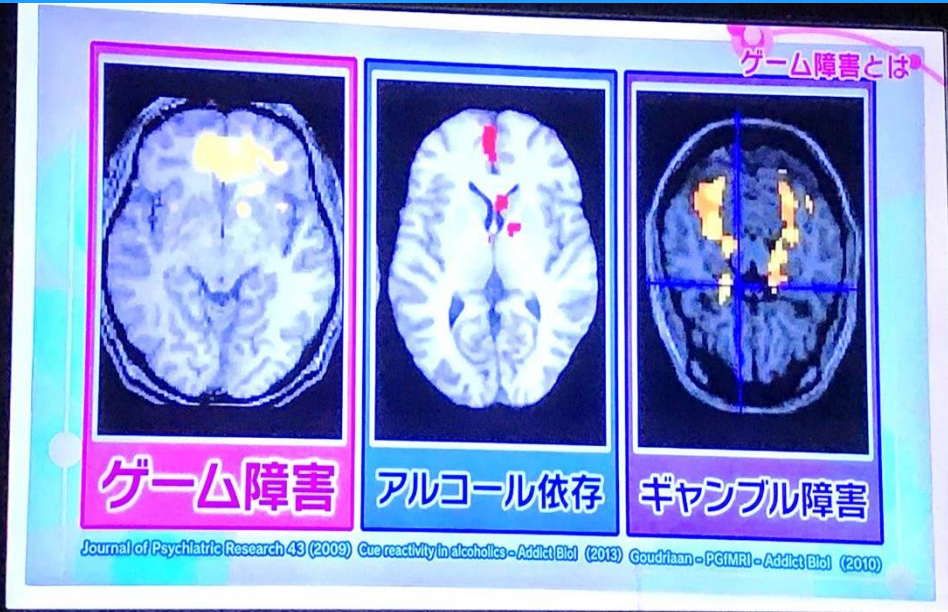 ゲーム障害とは
ゲーム障害
アルコール依存
ギャンブル障害
Journal of Psychiatric Research 43 (2009)
Cue reactivity in alcoholics - Addict Biol (2013)
Goudriaan - PGfMRI - Addict Biol (2010)